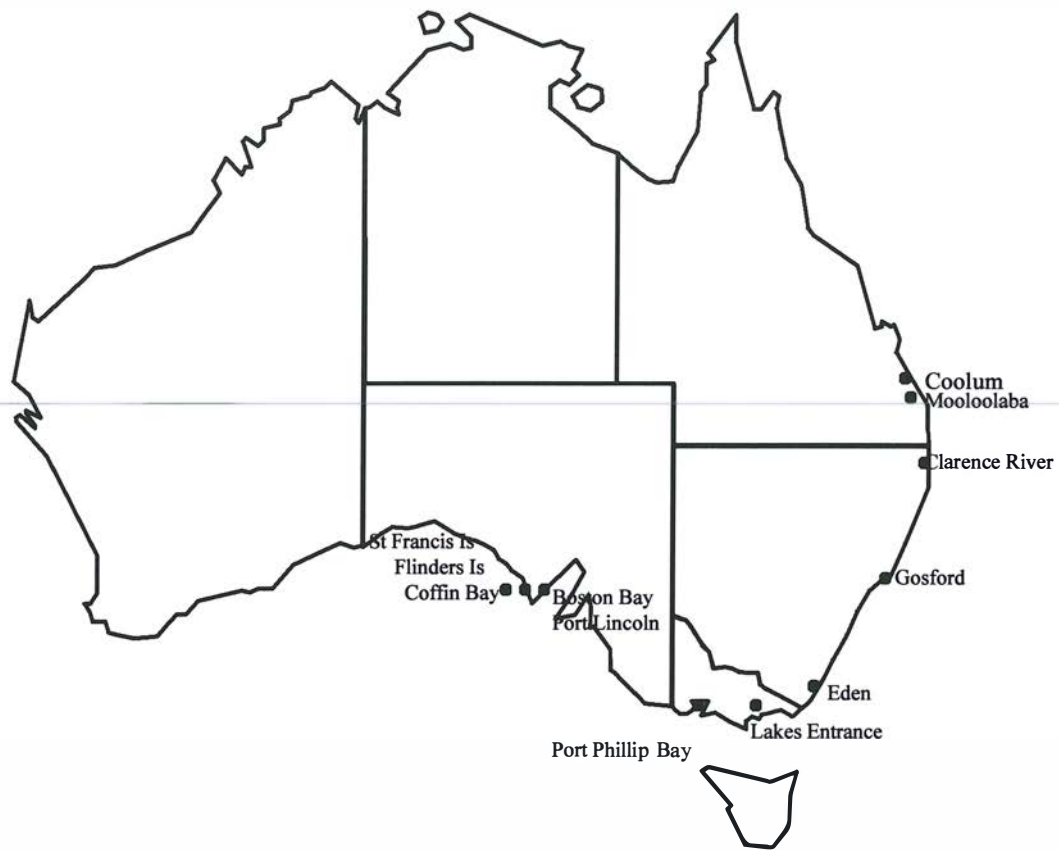 Coolum
Mooloolaba
Clarence River
St Francis Is
Flinders Is
Coffin Bay
Gosford
Boston Bay
Port Lincoln
Eden
Lakes Entrance
Port Phillip Bay